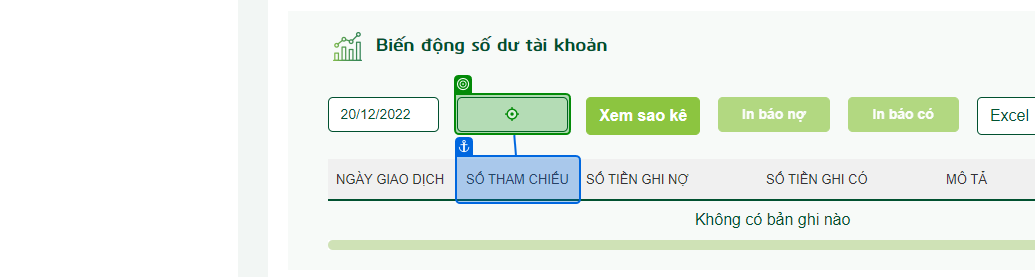 Biến động số dư tài khoản
20/12/2022
Xem sao kê
In báo nợ
In báo có
Excel
NGÀY GIAO DỊCH SỐ THAM CHIẾU SỐ TIỀN GHI NỢ SỐ TIỀN GHI CÓ MÔ TẢ
Không có bản ghi nào